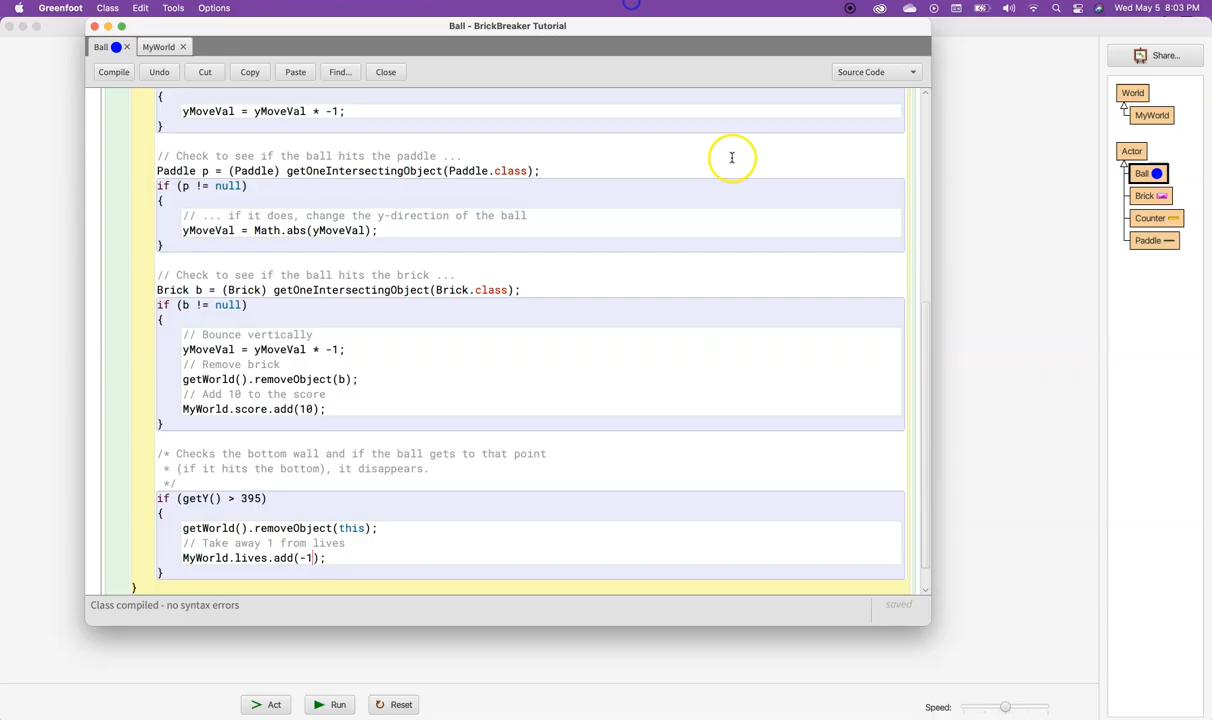 Greenfoot Class Edit Tools Options Wed May 5 8:03 PM
Ball - BrickBreaker Tutorial
Ball × MyWorld ×
Compile Undo Cut Copy Paste Find... Close Source Code
Share...
{
yMoveVal = yMoveVal * -1;
}
// Check to see if the ball hits the paddle ...
Paddle p = (Paddle) getOneIntersectingObject(Paddle.class);
if (p != null)
{
// ... if it does, change the y-direction of the ball
yMoveVal = Math.abs(yMoveVal);
}
// Check to see if the ball hits the brick ...
Brick b = (Brick) getOneIntersectingObject(Brick.class);
if (b != null)
{
// Bounce vertically
yMoveVal = yMoveVal * -1;
// Remove brick
getWorld().removeObject(b);
// Add 10 to the score
MyWorld.score.add(10);
}
/* Checks the bottom wall and if the ball gets to that point
* (if it hits the bottom), it disappears.
*/
if (getY() > 395)
{
getWorld().removeObject(this);
// Take away 1 from lives
MyWorld.lives.add(-1);
}
}
Class compiled - no syntax errors
saved
World
MyWorld
Actor
Ball
Brick
Counter
Paddle
Act Run Reset Speed: